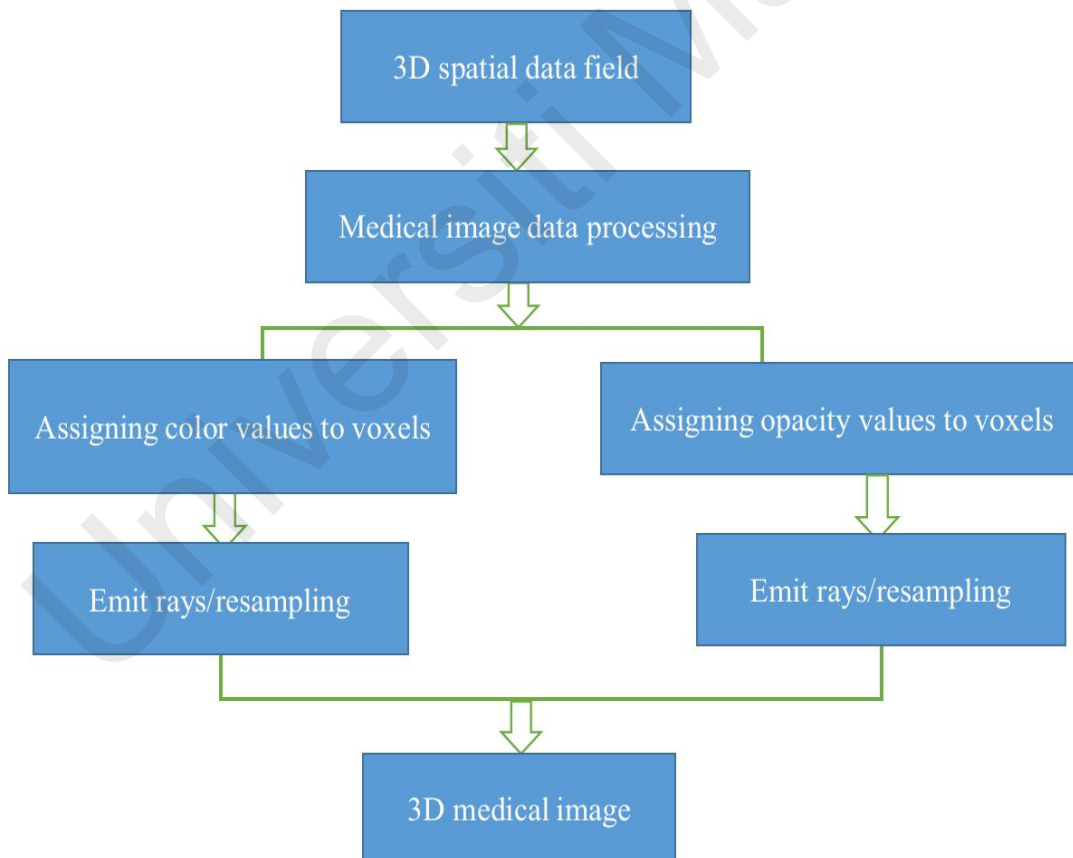 3D spatial data field
Medical image data processing
Assigning color values to voxels
Assigning opacity values to voxels
Emit rays/resampling
Emit rays/resampling
3D medical image
Universiti M